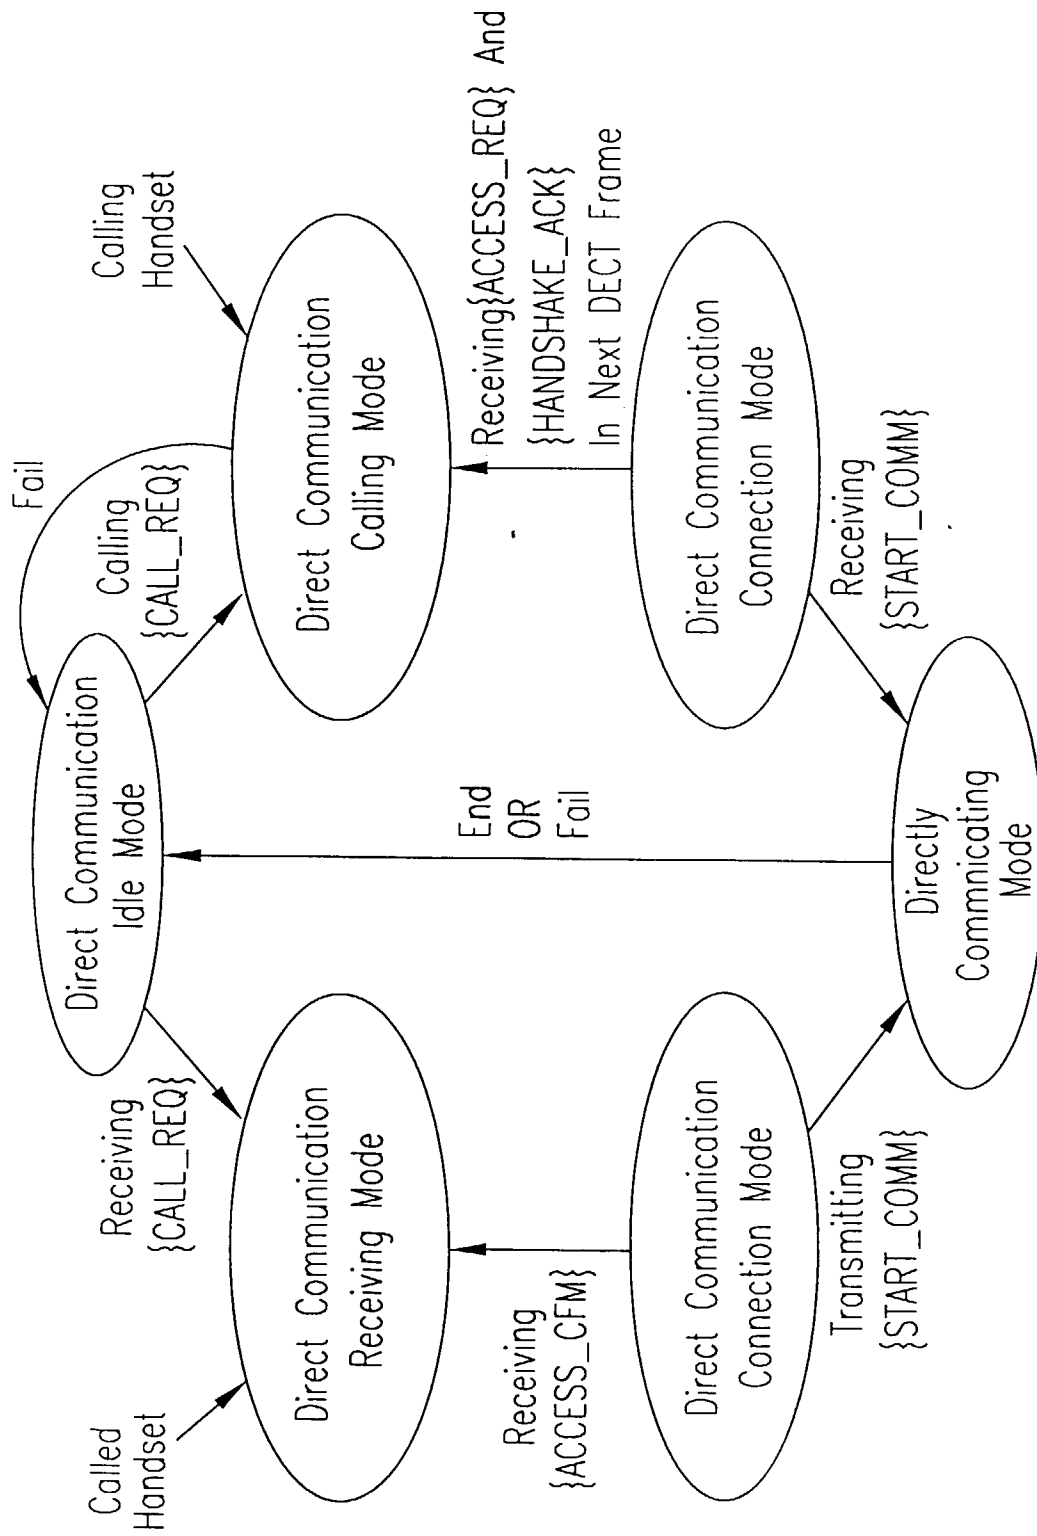 Called
Handset
Receiving
{CALL_REQ}
Direct Communication
Idle Mode
Calling
{CALL_REQ}
Fail
Calling
Handset
Direct Communication
Receiving Mode
Direct Communication
Calling Mode
Receiving
{ACCESS_CFM}
End
OR
Fail
Receiving{ACCESS_REQ} And
{HANDSHAKE_ACK}
In Next DECT Frame
Direct Communication
Connection Mode
Direct Communication
Connection Mode
Transmitting
{START_COMM}
Directly
Commnicating
Mode
Receiving
{START_COMM}